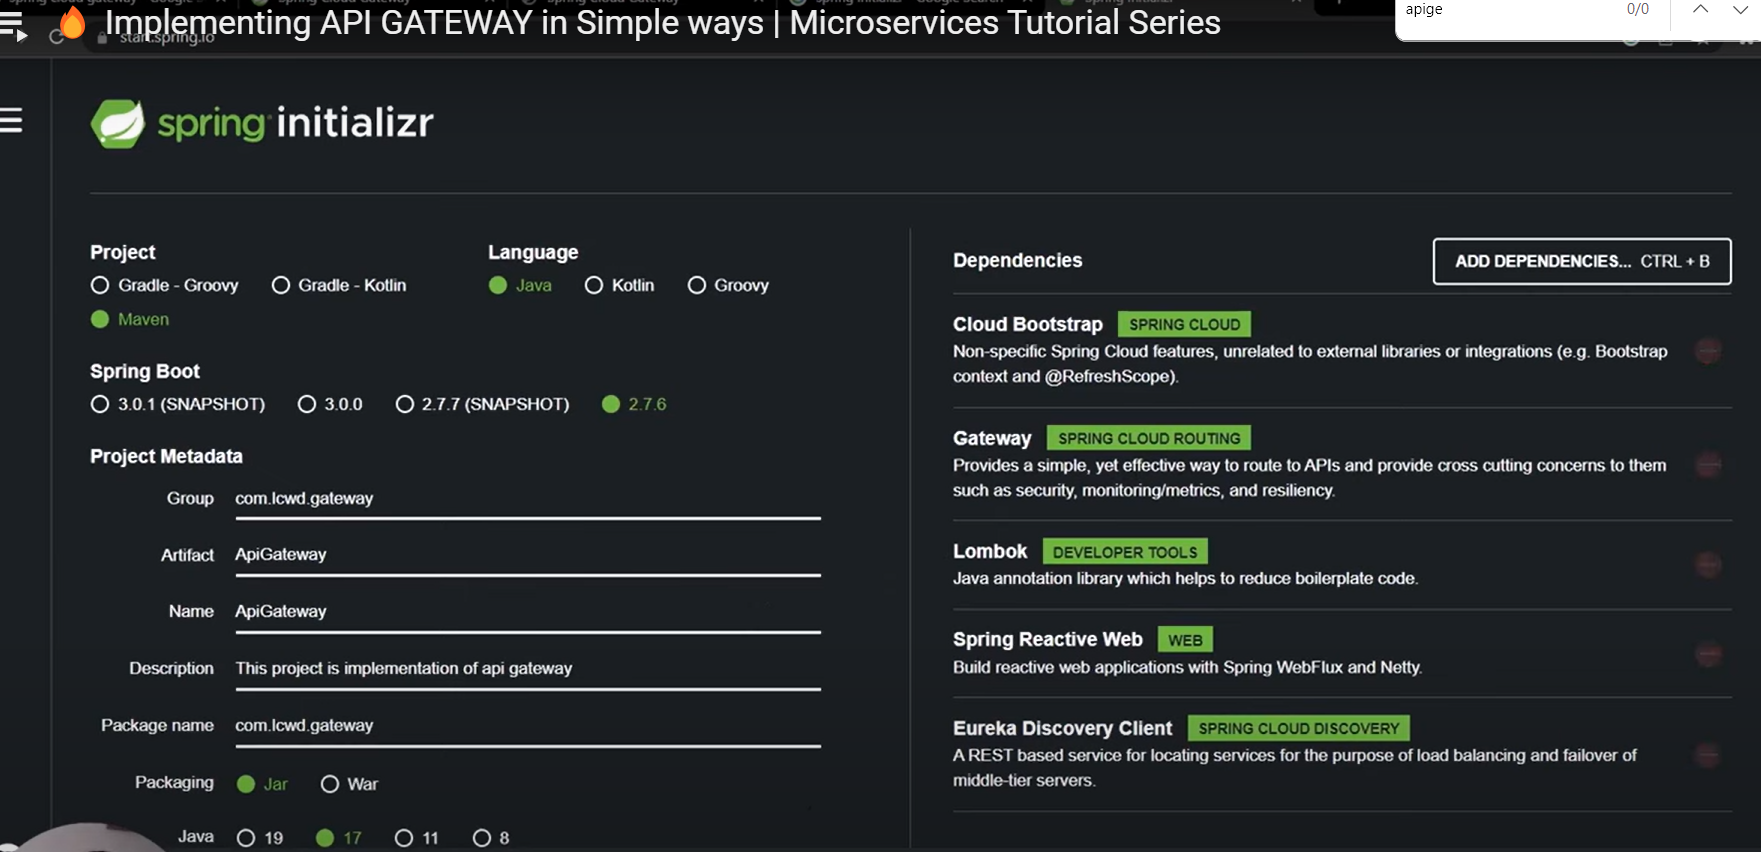 Implementing API GATEWAY in Simple ways | Microservices Tutorial Series
apige
0/0
start.spring.io
spring initializr
Project
Gradle - Groovy
Gradle - Kotlin
Maven
Language
Java
Kotlin
Groovy
Spring Boot
3.0.1 (SNAPSHOT)
3.0.0
2.7.7 (SNAPSHOT)
2.7.6
Project Metadata
Group
com.lcwd.gateway
Artifact
ApiGateway
Name
ApiGateway
Description
This project is implementation of api gateway
Package name
com.lcwd.gateway
Packaging
Jar
War
Java
19
17
11
8
Dependencies
ADD DEPENDENCIES... CTRL + B
Cloud Bootstrap
SPRING CLOUD
Non-specific Spring Cloud features, unrelated to external libraries or integrations (e.g. Bootstrap
context and @RefreshScope).
Gateway
SPRING CLOUD ROUTING
Provides a simple, yet effective way to route to APIs and provide cross cutting concerns to them
such as security, monitoring/metrics, and resiliency.
Lombok
DEVELOPER TOOLS
Java annotation library which helps to reduce boilerplate code.
Spring Reactive Web
WEB
Build reactive web applications with Spring WebFlux and Netty.
Eureka Discovery Client
SPRING CLOUD DISCOVERY
A REST based service for locating services for the purpose of load balancing and failover of
middle-tier servers.